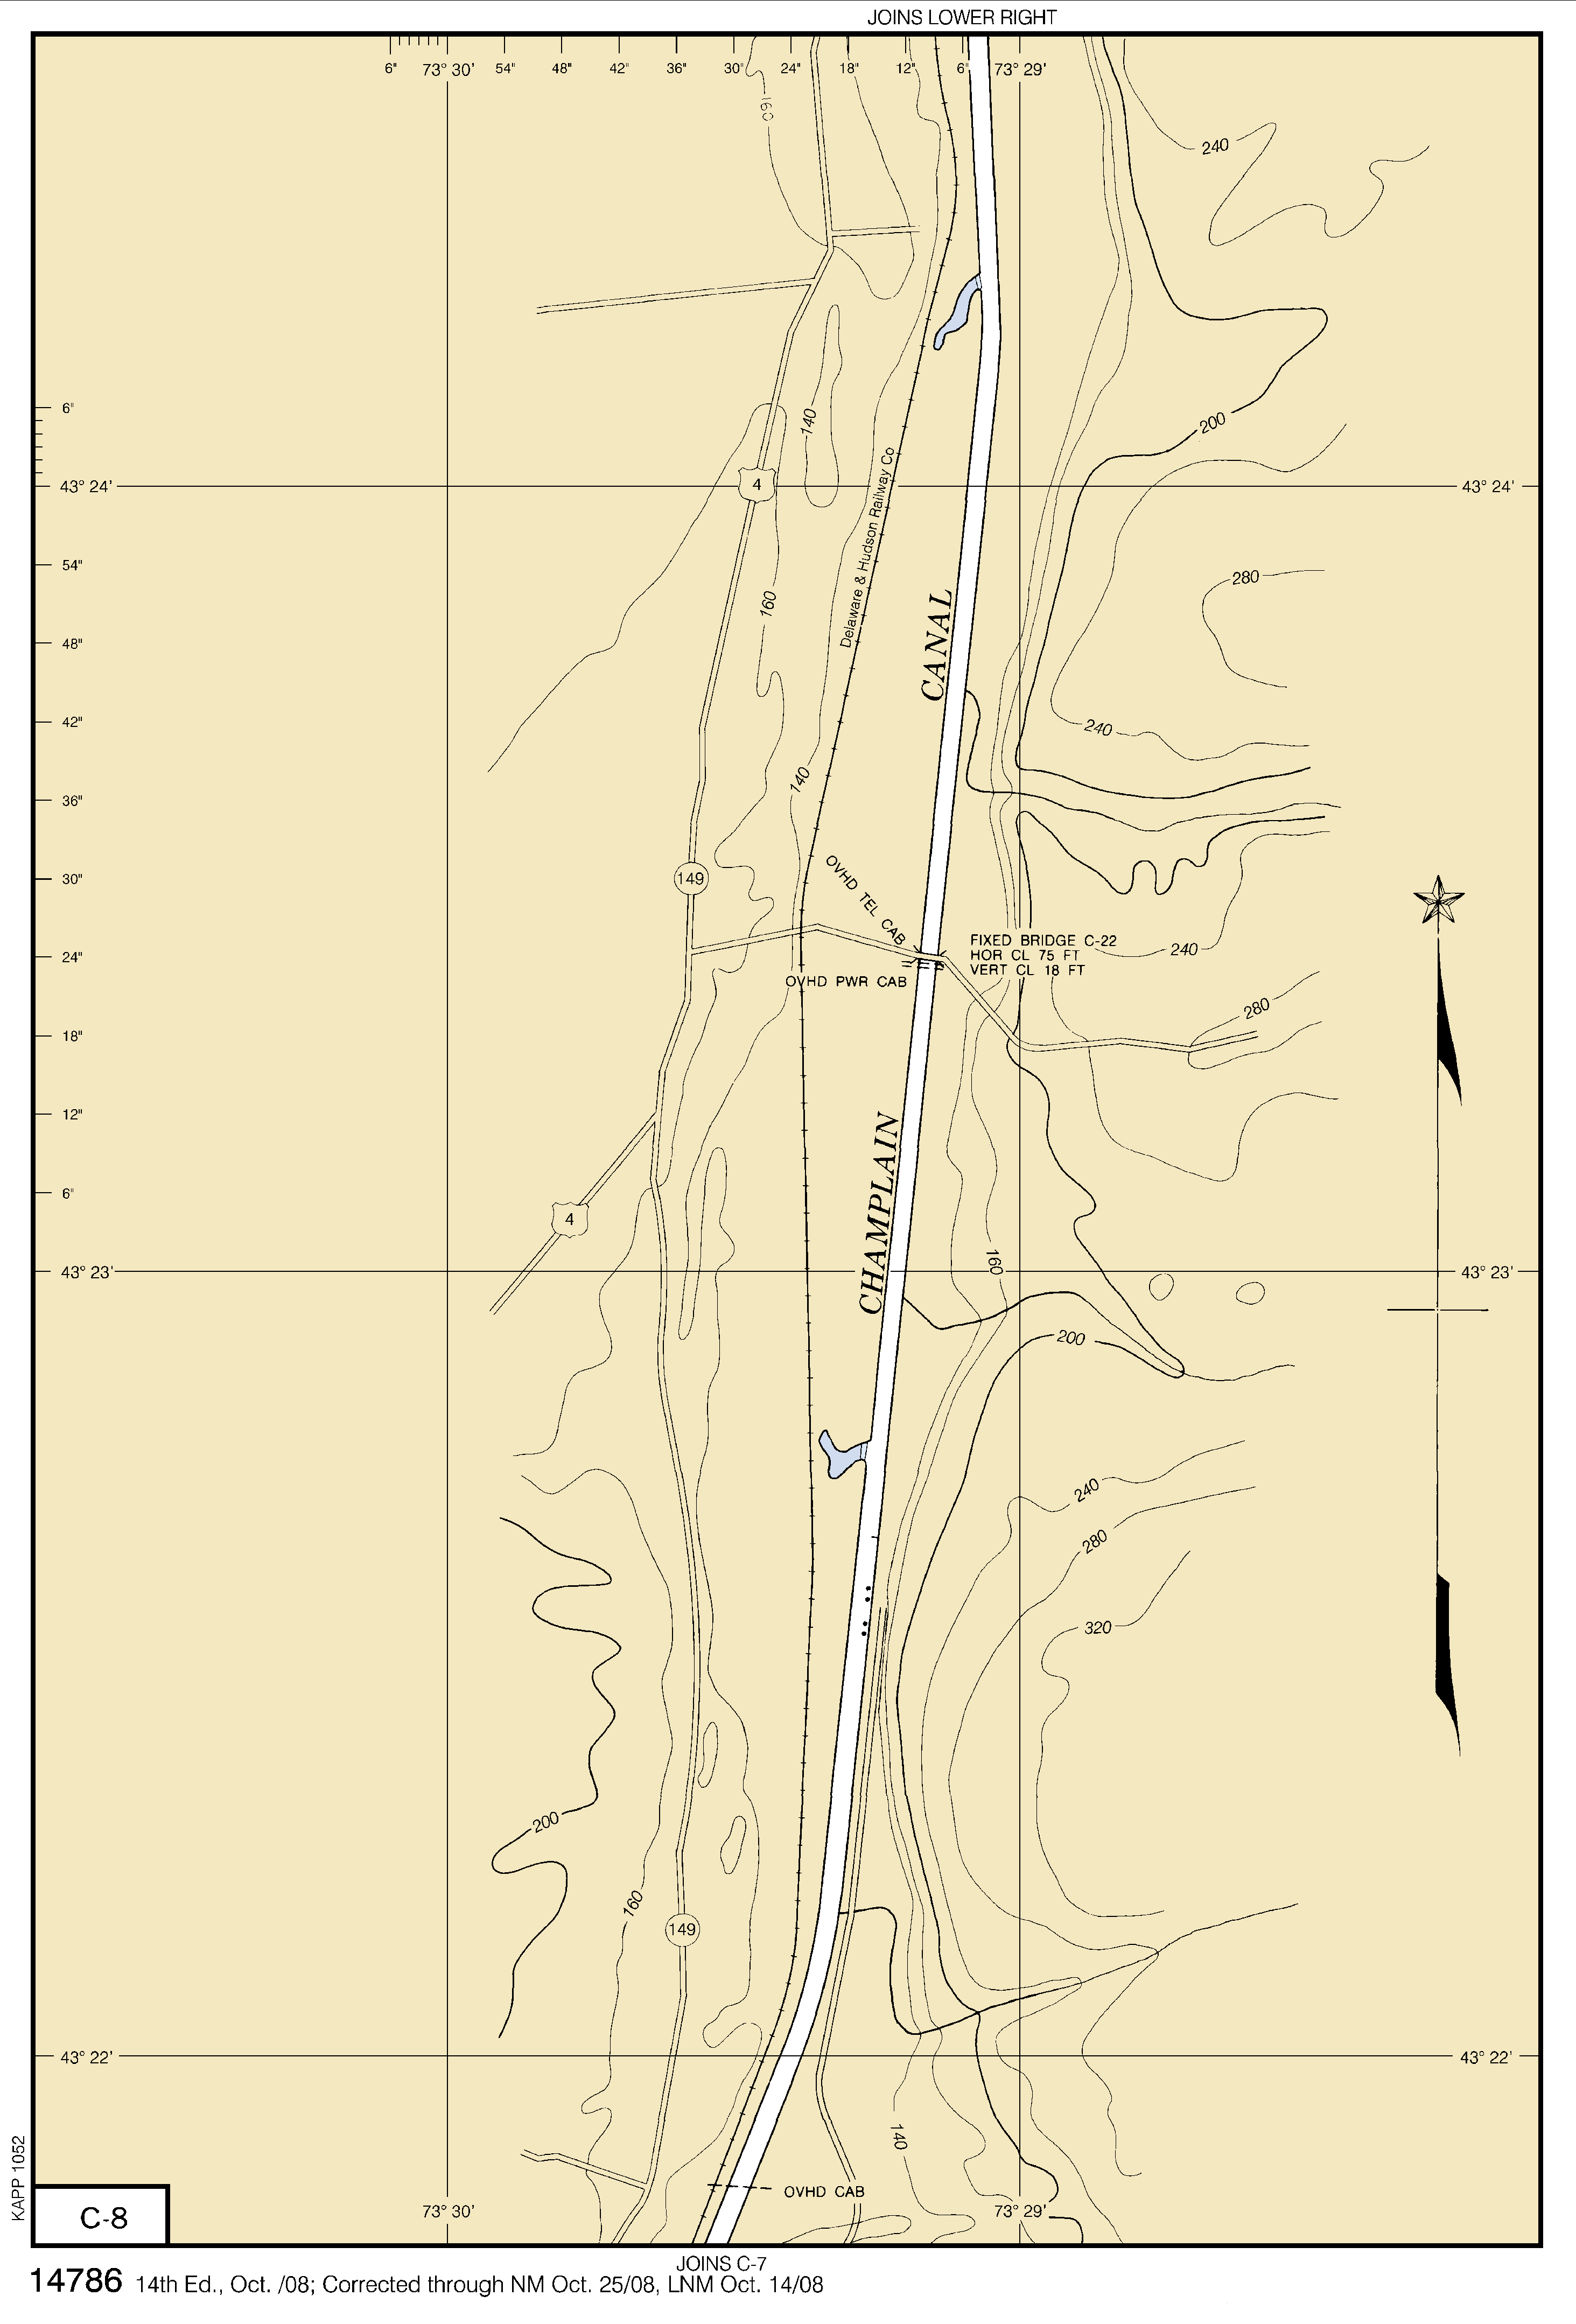 JOINS LOWER RIGHT
6" 73° 30' 54" 48" 42" 36" 30" 24" 18" 12" 6" 73° 29'
160
240
6"
200
140
43° 24'
4
43° 24'
Delaware & Hudson Railway Co
54"
280
160
CANAL
48"
42"
240
140
36"
OVHD TEL CAB
30"
149
FIXED BRIDGE C-22
HOR CL 75 FT
VERT CL 18 FT
240
24"
OVHD PWR CAB
280
18"
12"
CHAMPLAIN
6"
4
160
43° 23'
43° 23'
200
240
280
320
200
160
149
43° 22'
43° 22'
140
OVHD CAB
73° 30'
73° 29'
KAPP 1052
C-8
JOINS C-7
14786 14th Ed., Oct. /08; Corrected through NM Oct. 25/08, LNM Oct. 14/08